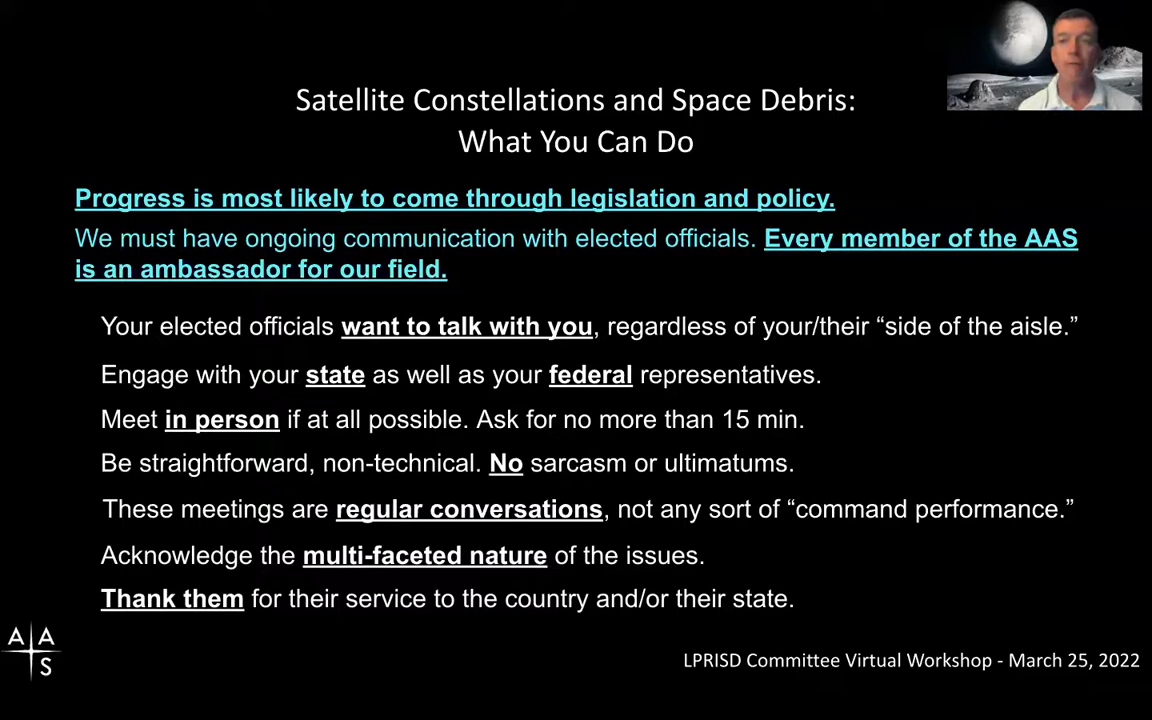 Satellite Constellations and Space Debris:
What You Can Do
Progress is most likely to come through legislation and policy.
We must have ongoing communication with elected officials. Every member of the AAS
is an ambassador for our field.
Your elected officials want to talk with you, regardless of your/their “side of the aisle.”
Engage with your state as well as your federal representatives.
Meet in person if at all possible. Ask for no more than 15 min.
Be straightforward, non-technical. No sarcasm or ultimatums.
These meetings are regular conversations, not any sort of “command performance.”
Acknowledge the multi-faceted nature of the issues.
Thank them for their service to the country and/or their state.
A A
S
LPRISD Committee Virtual Workshop - March 25, 2022